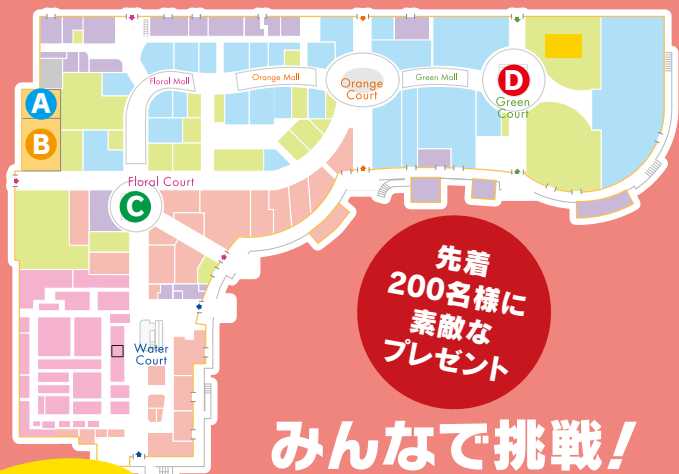 A
B
Floral Mall
Orange Mall
Orange
Court
Green Mall
D
Green
Court
Floral Court
C
Water
Court
先着
200名様に
素敵な
プレゼント
みんなで挑戦!